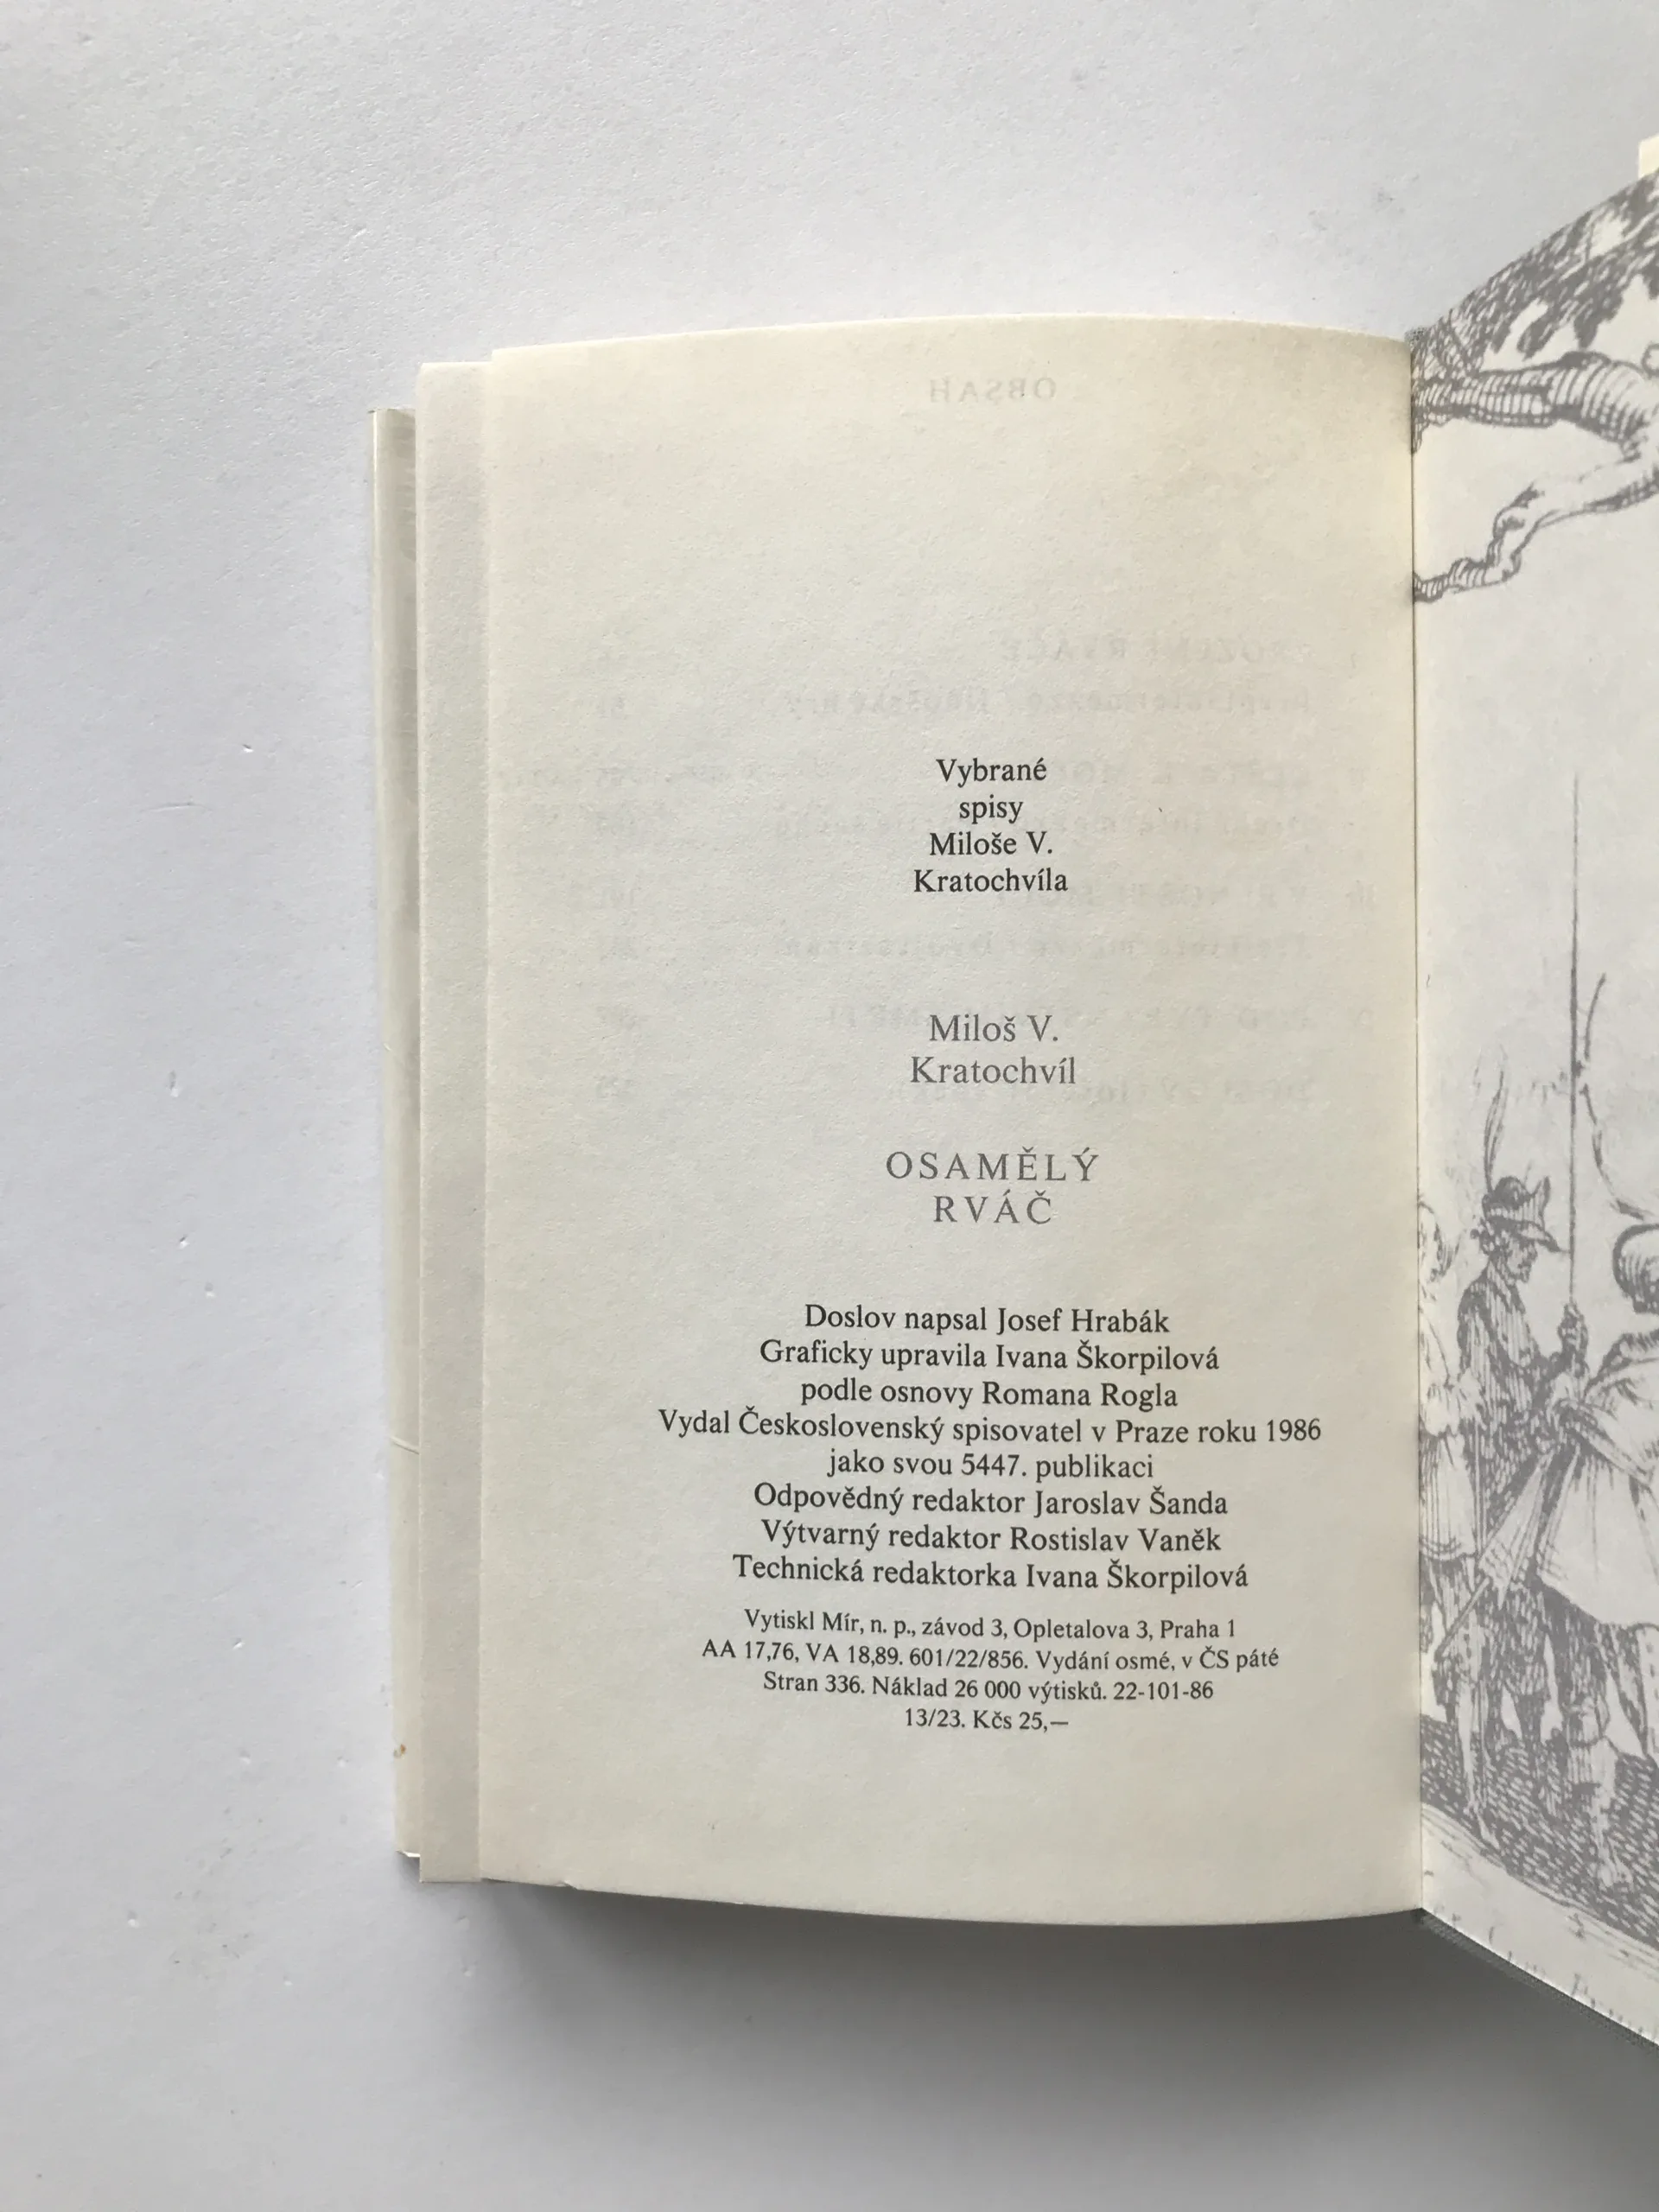 OBSAH
Vybrané
spisy
Miloše V.
Kratochvíla
Miloš V.
Kratochvíl
OSAMĚLÝ
RVÁČ
Doslov napsal Josef Hrabák
Graficky upravila Ivana Škorpilová
podle osnovy Romana Rogla
Vydal Československý spisovatel v Praze roku 1986
jako svou 5447. publikaci
Odpovědný redaktor Jaroslav Šanda
Výtvarný redaktor Rostislav Vaněk
Technická redaktorka Ivana Škorpilová
Vytiskl Mír, n. p., závod 3, Opletalova 3, Praha 1
AA 17,76, VA 18,89. 601/22/856. Vydání osmé, v ČS páté
Stran 336. Náklad 26 000 výtisků. 22-101-86
13/23. Kčs 25,—